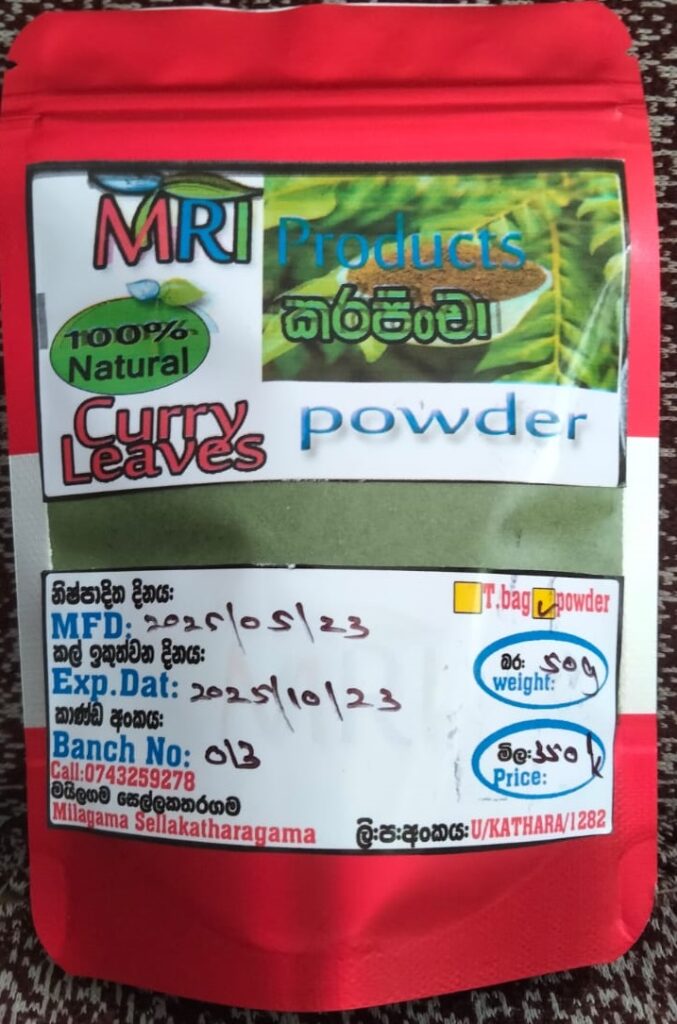 MRI Products
කරපිංචා
100%
Natural
Curry
Leaves
powder
නිෂ්පාදිත දිනය:
MFD: 2025/05/23
T.bag powder
කල් ඉකුත්වන දිනය:
Exp.Dat: 2025/10/23
බර: 50g
weight:
කාණ්ඩ අංකය:
Banch No: 013
මිල: 350/
Price:
Call:0743259278
මයිලගම සෙල්ලකතරගම
Milagama Sellakatharagama
ලි:ප:අංකය:U/KATHARA/1282